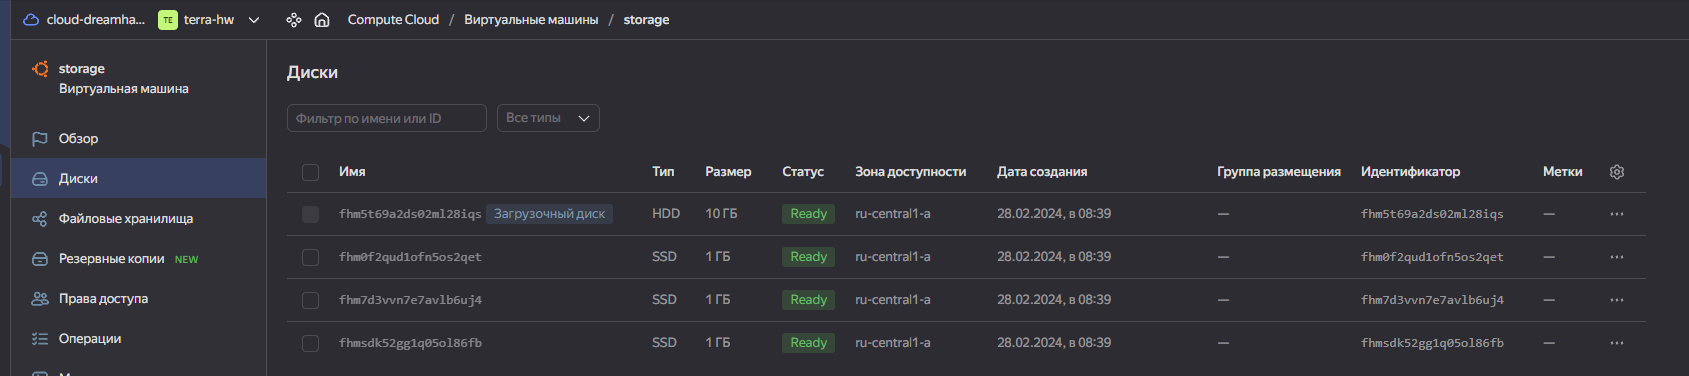 cloud-dreamha... TE terra-hw Compute Cloud / Виртуальные машины / storage
storage
Виртуальная машина
Обзор
Диски
Файловые хранилища
Резервные копии NEW
Права доступа
Операции
Диски
Фильтр по имени или ID Все типы
Имя Тип Размер Статус Зона доступности Дата создания Группа размещения Идентификатор Метки
fhm5t69a2ds02ml28iqs Загрузочный диск HDD 10 ГБ Ready ru-central1-a 28.02.2024, в 08:39 — fhm5t69a2ds02ml28iqs — ...
fhm0f2qud1ofn5os2qet SSD 1 ГБ Ready ru-central1-a 28.02.2024, в 08:39 — fhm0f2qud1ofn5os2qet — ...
fhm7d3vvn7e7avlb6uj4 SSD 1 ГБ Ready ru-central1-a 28.02.2024, в 08:39 — fhm7d3vvn7e7avlb6uj4 — ...
fhmsdk52gg1q05ol86fb SSD 1 ГБ Ready ru-central1-a 28.02.2024, в 08:39 — fhmsdk52gg1q05ol86fb — ...